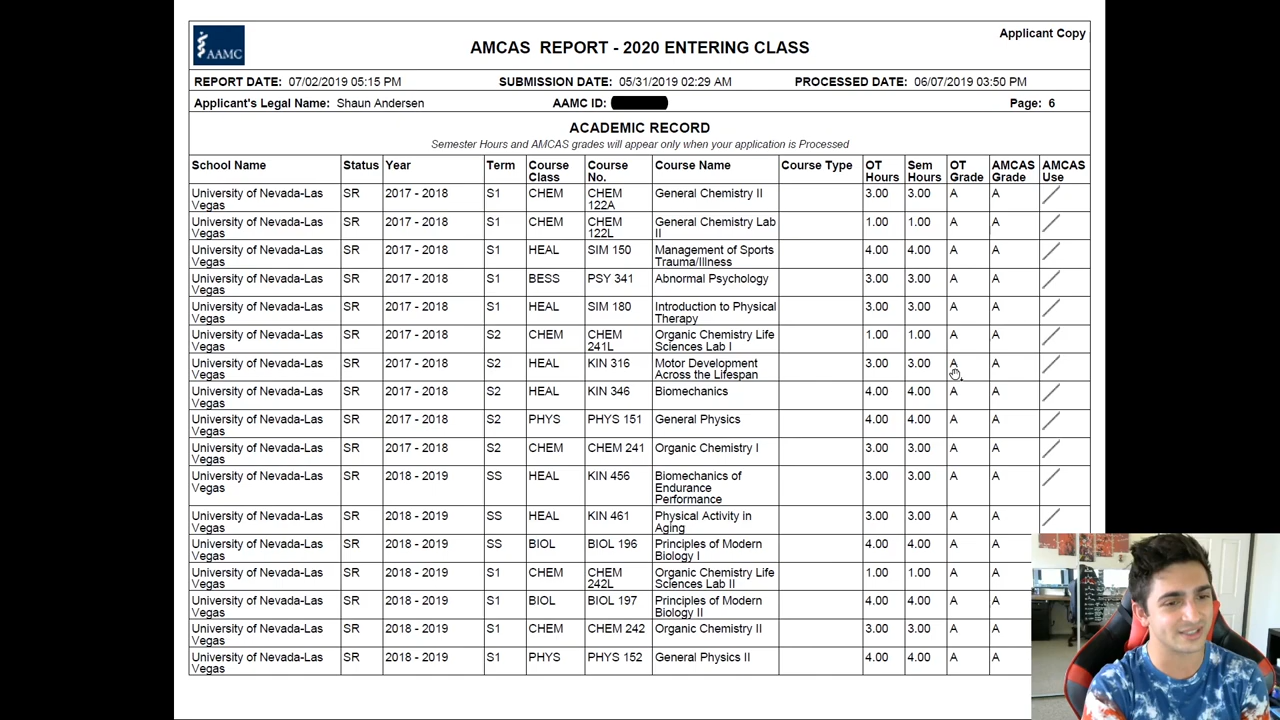 Applicant Copy
AAMC
AMCAS REPORT - 2020 ENTERING CLASS
REPORT DATE: 07/02/2019 05:15 PM SUBMISSION DATE: 05/31/2019 02:29 AM PROCESSED DATE: 06/07/2019 03:50 PM
Applicant's Legal Name: Shaun Andersen AAMC ID: Page: 6
ACADEMIC RECORD
Semester Hours and AMCAS grades will appear only when your application is Processed
School Name Status Year Term Course Class Course No. Course Name Course Type OT Hours Sem Hours OT Grade AMCAS Grade AMCAS Use
University of Nevada-Las Vegas SR 2017 - 2018 S1 CHEM CHEM 122A General Chemistry II 3.00 3.00 A A
University of Nevada-Las Vegas SR 2017 - 2018 S1 CHEM CHEM 122L General Chemistry Lab II 1.00 1.00 A A
University of Nevada-Las Vegas SR 2017 - 2018 S1 HEAL SIM 150 Management of Sports Trauma/Illness 4.00 4.00 A A
University of Nevada-Las Vegas SR 2017 - 2018 S1 BESS PSY 341 Abnormal Psychology 3.00 3.00 A A
University of Nevada-Las Vegas SR 2017 - 2018 S1 HEAL SIM 180 Introduction to Physical Therapy 3.00 3.00 A A
University of Nevada-Las Vegas SR 2017 - 2018 S2 CHEM CHEM 241L Organic Chemistry Life Sciences Lab I 1.00 1.00 A A
University of Nevada-Las Vegas SR 2017 - 2018 S2 HEAL KIN 316 Motor Development Across the Lifespan 3.00 3.00 A A
University of Nevada-Las Vegas SR 2017 - 2018 S2 HEAL KIN 346 Biomechanics 4.00 4.00 A A
University of Nevada-Las Vegas SR 2017 - 2018 S2 PHYS PHYS 151 General Physics 4.00 4.00 A A
University of Nevada-Las Vegas SR 2017 - 2018 S2 CHEM CHEM 241 Organic Chemistry I 3.00 3.00 A A
University of Nevada-Las Vegas SR 2018 - 2019 SS HEAL KIN 456 Biomechanics of Endurance Performance 3.00 3.00 A A
University of Nevada-Las Vegas SR 2018 - 2019 SS HEAL KIN 461 Physical Activity in Aging 3.00 3.00 A A
University of Nevada-Las Vegas SR 2018 - 2019 SS BIOL BIOL 196 Principles of Modern Biology I 4.00 4.00 A A
University of Nevada-Las Vegas SR 2018 - 2019 S1 CHEM CHEM 242L Organic Chemistry Life Sciences Lab II 1.00 1.00 A A
University of Nevada-Las Vegas SR 2018 - 2019 S1 BIOL BIOL 197 Principles of Modern Biology II 4.00 4.00 A A
University of Nevada-Las Vegas SR 2018 - 2019 S1 CHEM CHEM 242 Organic Chemistry II 3.00 3.00 A A
University of Nevada-Las Vegas SR 2018 - 2019 S1 PHYS PHYS 152 General Physics II 4.00 4.00 A A